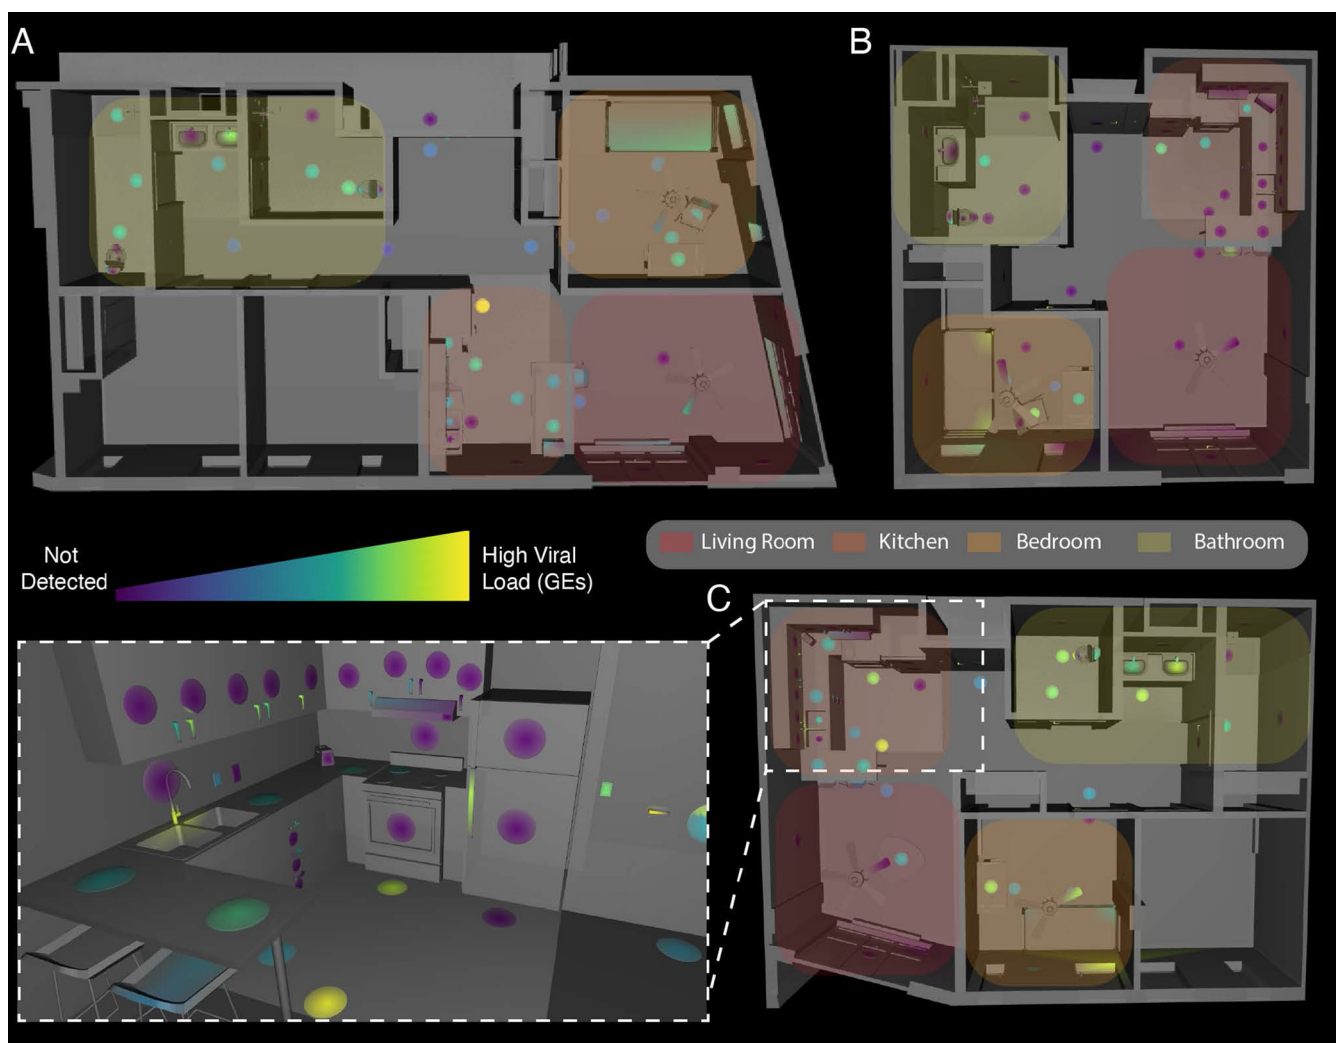 A
B
Not
Detected
High Viral
Load (GEs)
Living Room
Kitchen
Bedroom
Bathroom
C